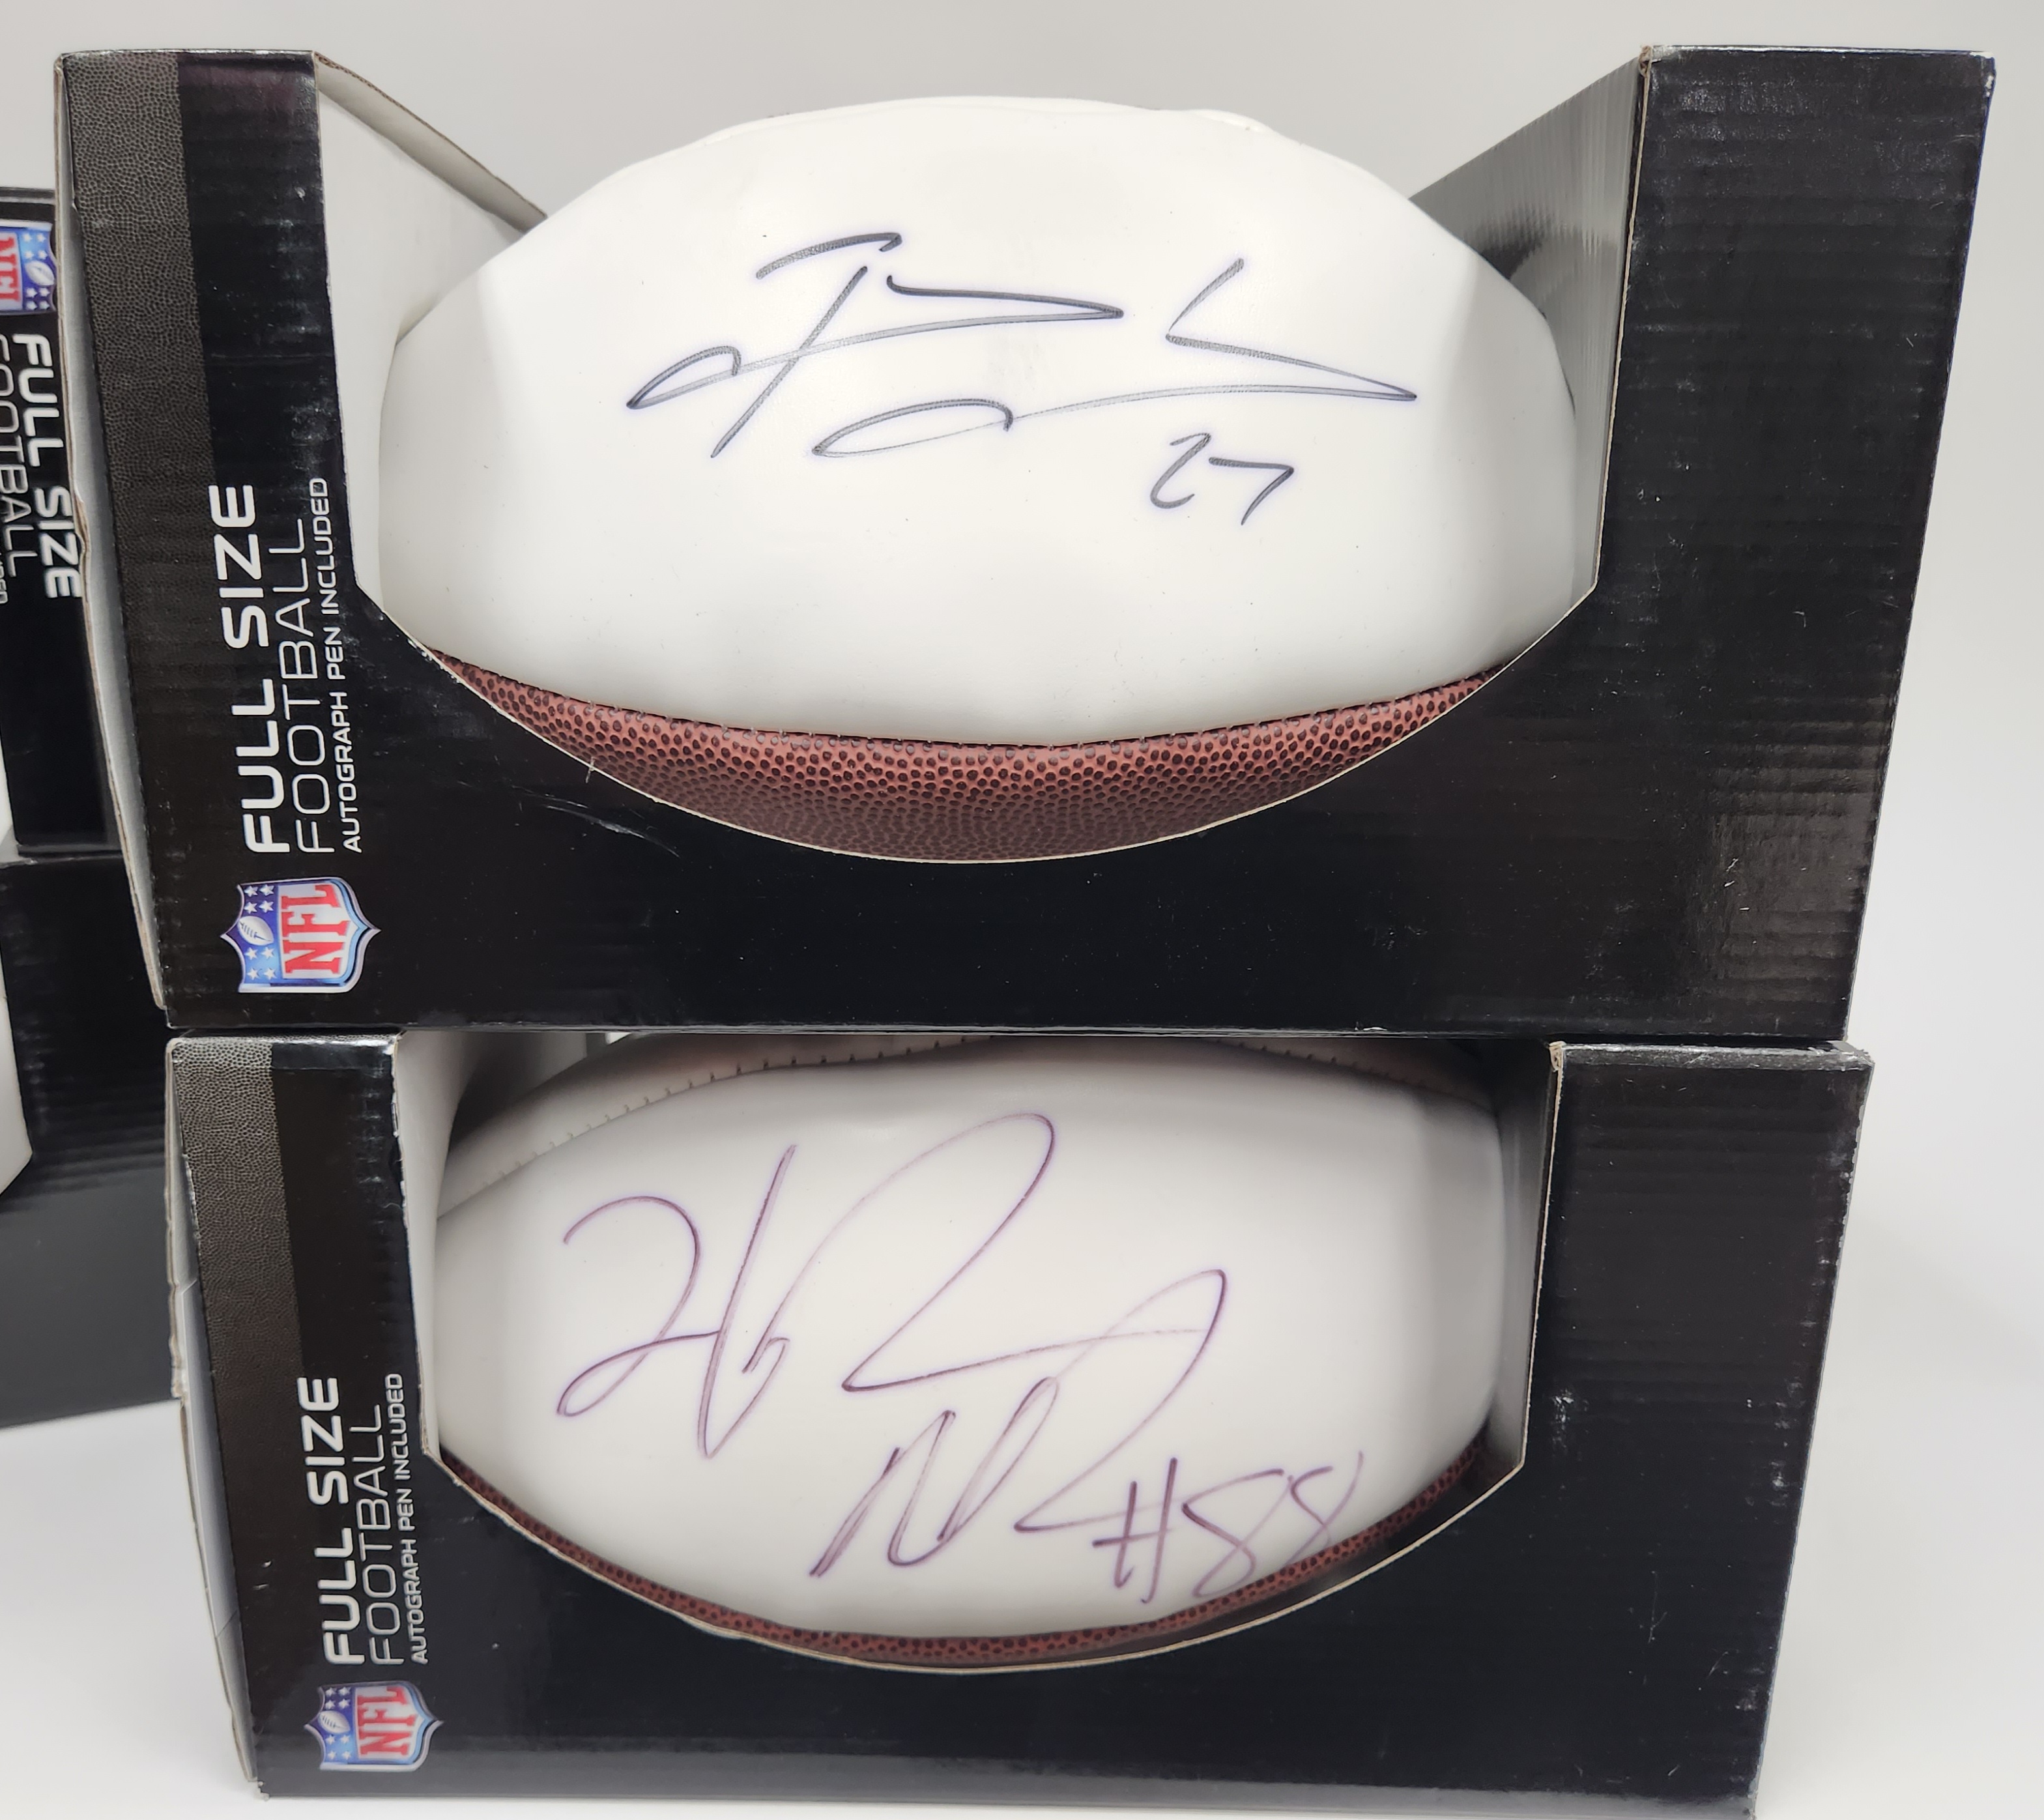 FULL SIZE
FOOTBALL
AUTOGRAPH PEN INCLUDED
NFL
27
FULL SIZE
FOOTBALL
AUTOGRAPH PEN INCLUDED
NFL
#88
NFL
FULL SIZE
FOOTBALL